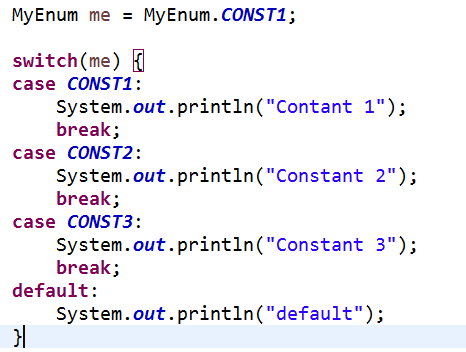 MyEnum me = MyEnum.CONST1;
switch(me) {
case CONST1:
System.out.println("Contant 1");
break;
case CONST2:
System.out.println("Constant 2");
break;
case CONST3:
System.out.println("Constant 3");
break;
default:
System.out.println("default");
}